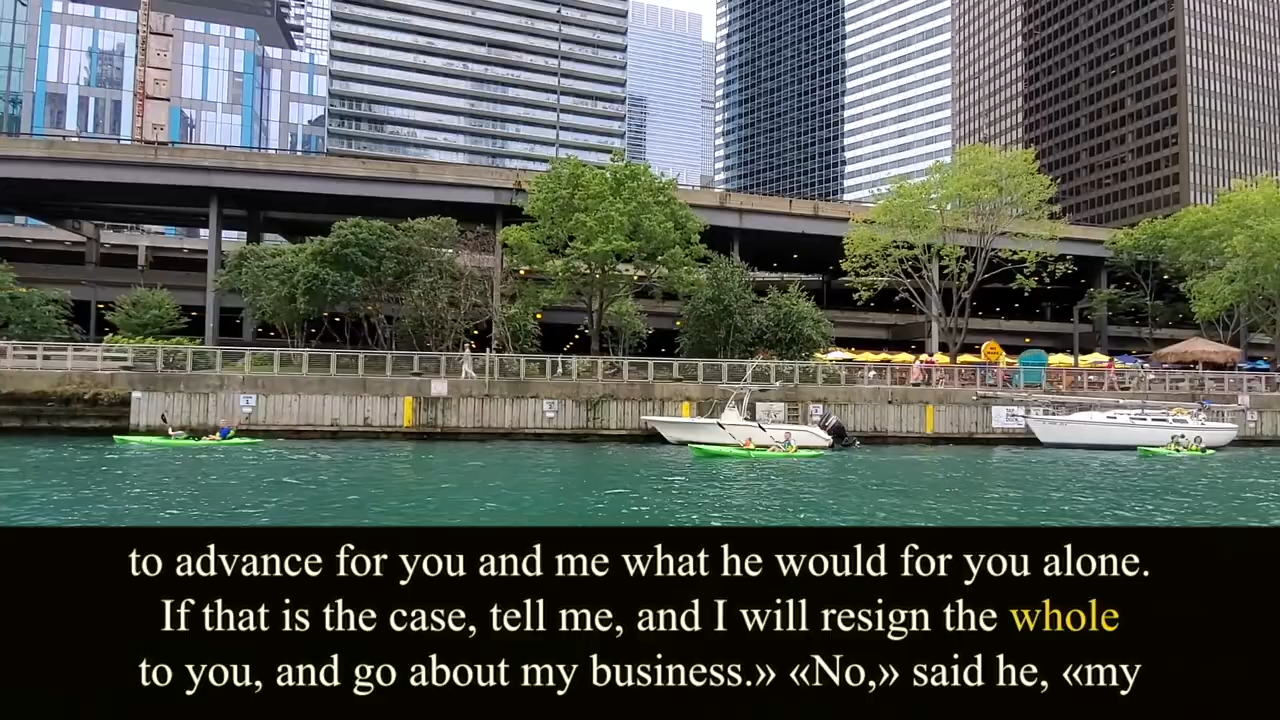 to advance for you and me what he would for you alone.
If that is the case, tell me, and I will resign the whole
to you, and go about my business.» «No,» said he, «my